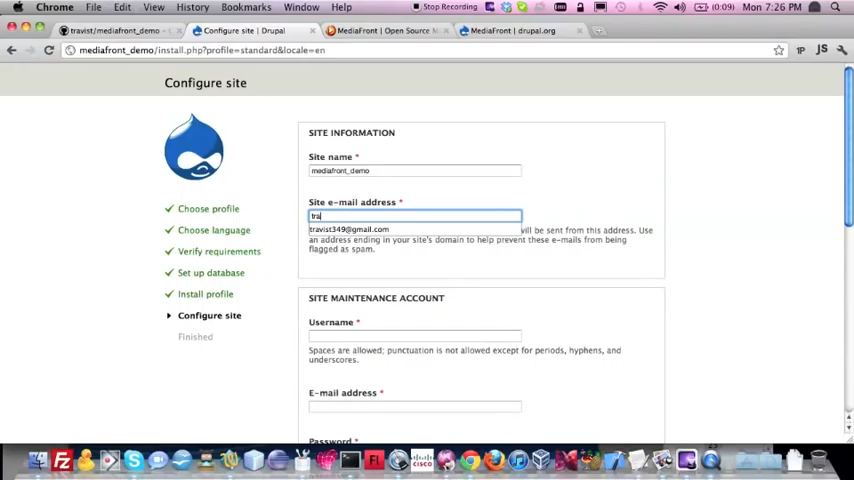 Chrome File Edit View History Bookmarks Window Help Stop Recording (0:09) Mon 7:26 PM
travist/mediafront_demo · Configure site | Drupal MediaFront | Open Source M MediaFront | drupal.org
mediafront_demo/install.php?profile=standard&locale=en
Configure site
Choose profile
Choose language
Verify requirements
Set up database
Install profile
Configure site
Finished
SITE INFORMATION
Site name *
mediafront_demo
Site e-mail address *
tra
travist349@gmail.com
will be sent from this address. Use
an address ending in your site's domain to help prevent these e-mails from being
flagged as spam.
SITE MAINTENANCE ACCOUNT
Username *
Spaces are allowed; punctuation is not allowed except for periods, hyphens, and
underscores.
E-mail address *
Password *